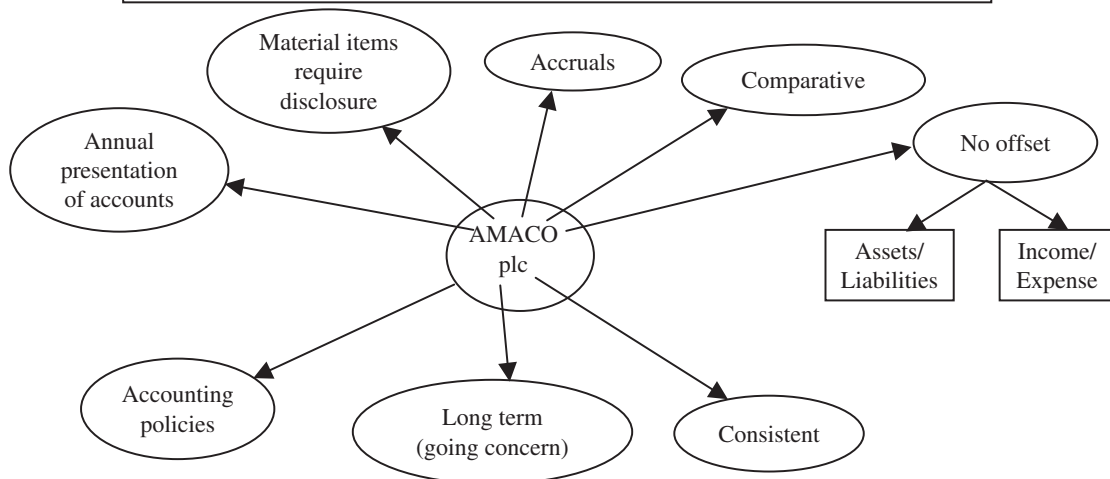 Material items
require
disclosure
Accruals
Comparative
Annual
presentation
of accounts
No offset
AMACO
plc
Assets/
Liabilities
Income/
Expense
Accounting
policies
Long term
(going concern)
Consistent